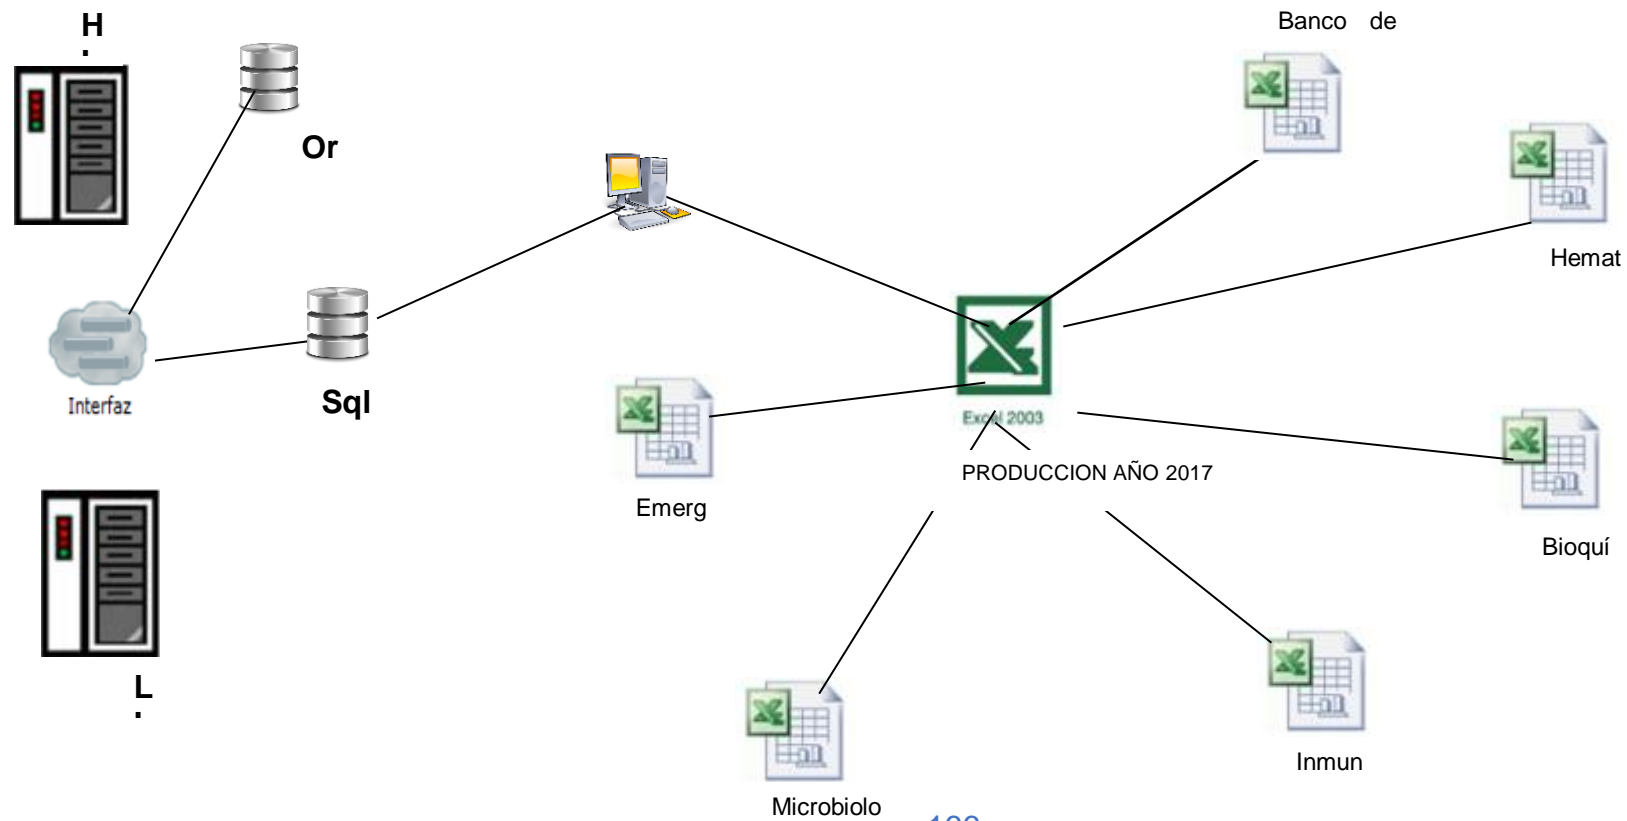 H
Banco de
Or
Hemat
Interfaz
Sql
Excel 2003
PRODUCCION AÑO 2017
Emerg
Bioquí
L
Inmun
Microbiolo